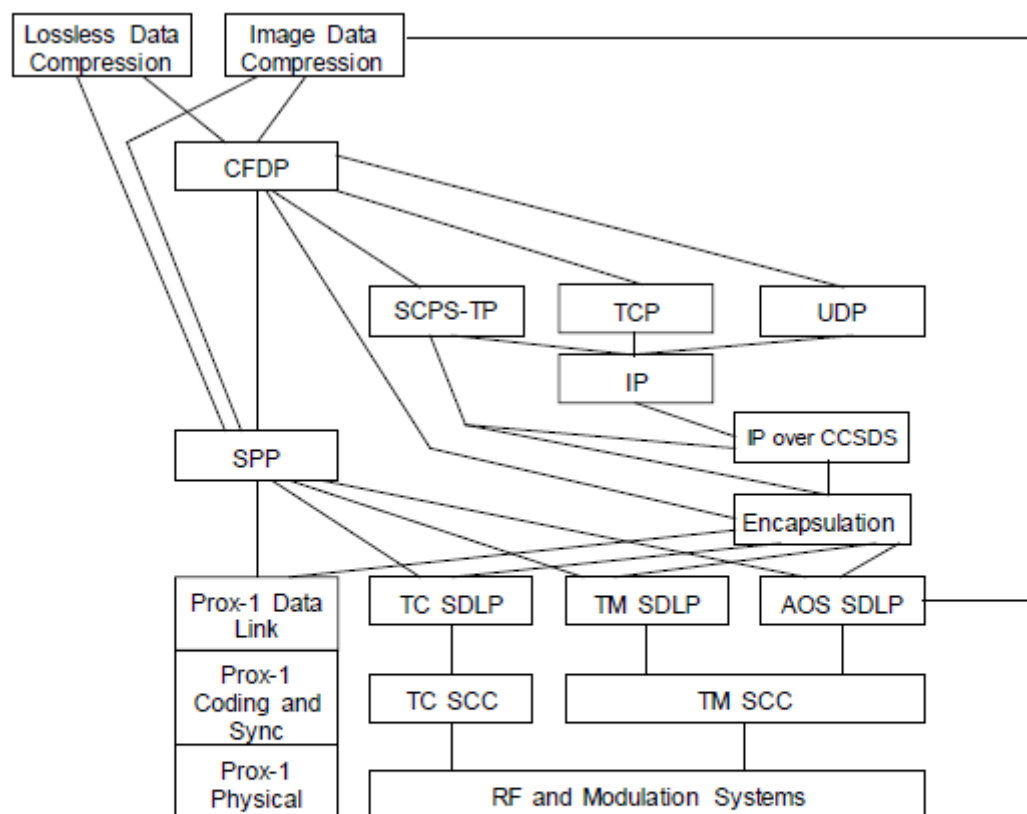 Lossless Data
Compression
Image Data
Compression
CFDP
SCPS-TP
TCP
UDP
IP
IP over CCSDS
SPP
Encapsulation
Prox-1 Data
Link
TC SDLP
TM SDLP
AOS SDLP
Prox-1
Coding and
Sync
TC SCC
TM SCC
Prox-1
Physical
RF and Modulation Systems